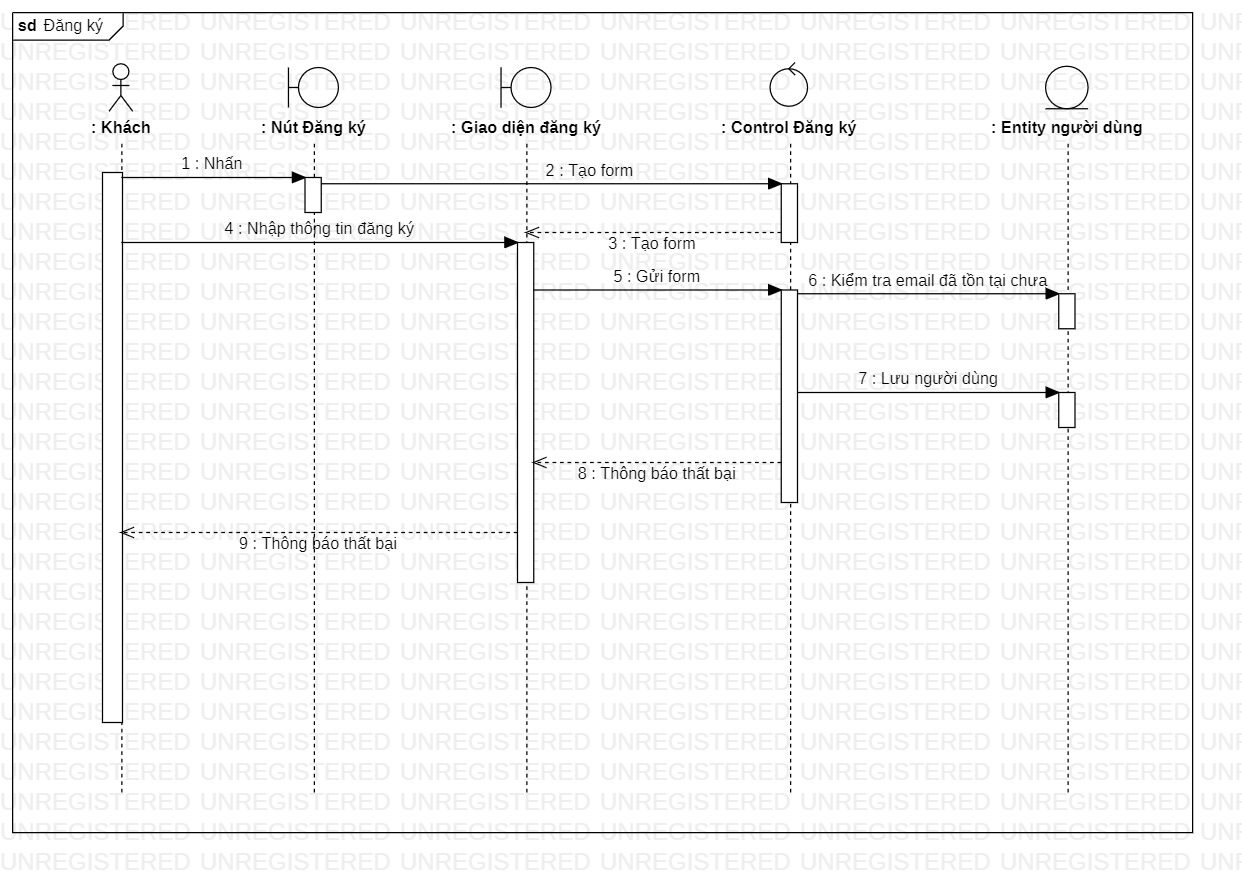 sd Đăng ký
: Khách
: Nút Đăng ký
: Giao diện đăng ký
: Control Đăng ký
: Entity người dùng
1 : Nhấn
2 : Tạo form
3 : Tạo form
4 : Nhập thông tin đăng ký
5 : Gửi form
6 : Kiểm tra email đã tồn tại chưa
7 : Lưu người dùng
8 : Thông báo thất bại
9 : Thông báo thất bại
UNREGISTERED